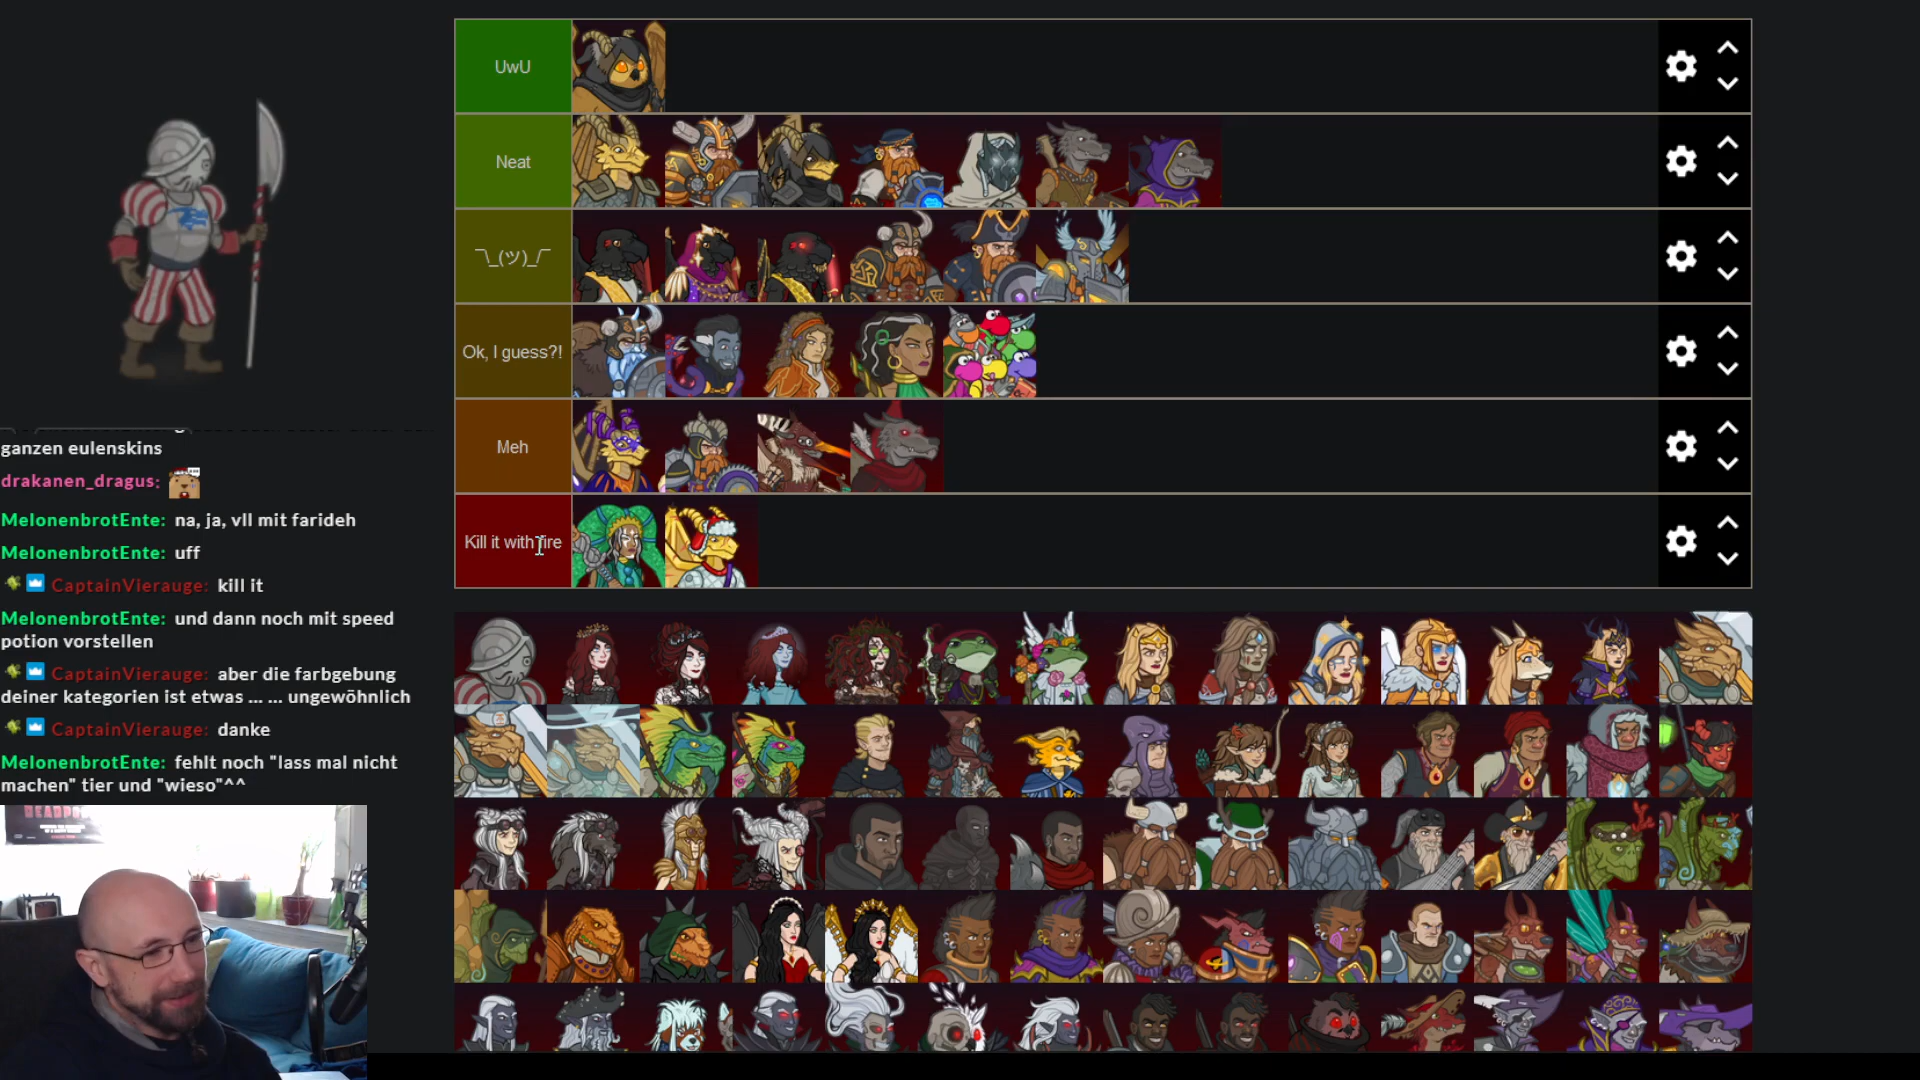 UwU
Neat
¯\_(ツ)_/¯
Ok, I guess?!
Meh
Kill it with fire
ganzen eulenskins
drakanen_dragus:
MelonenbrotEnte: na, ja, vll mit farideh
MelonenbrotEnte: uff
CaptainVierauge: kill it
MelonenbrotEnte: und dann noch mit speed
potion vorstellen
CaptainVierauge: aber die farbgebung
deiner kategorien ist etwas ... ... ungewöhnlich
CaptainVierauge: danke
MelonenbrotEnte: fehlt noch "lass mal nicht
machen" tier und "wieso"^^